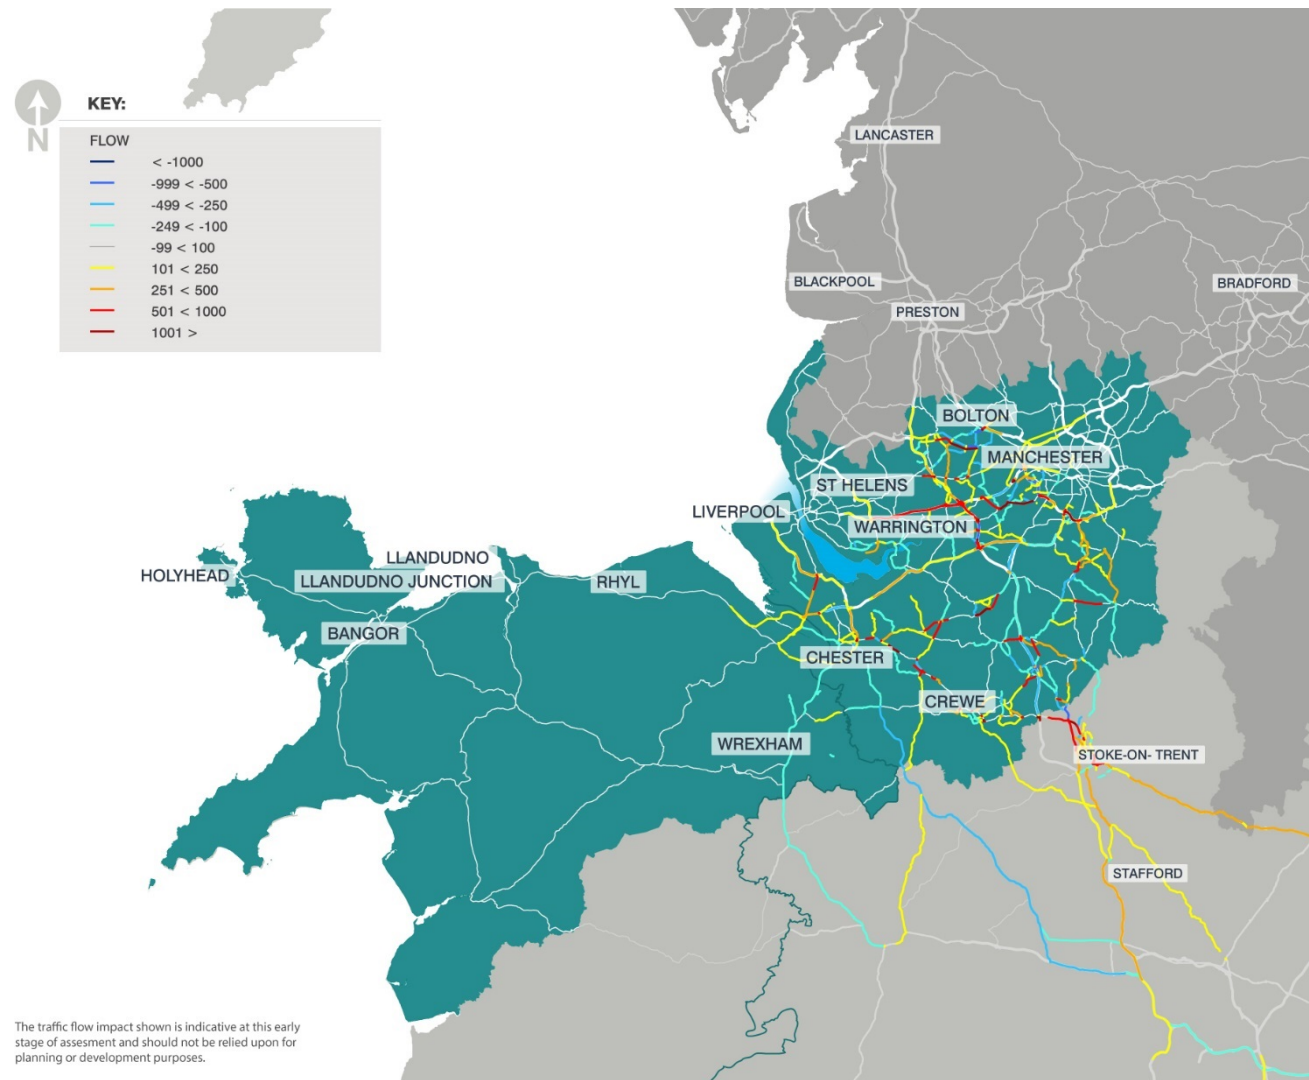 KEY:
N
FLOW
< -1000
-999 < -500
-499 < -250
-249 < -100
-99 < 100
101 < 250
251 < 500
501 < 1000
1001 >
LANCASTER
BLACKPOOL
BRADFORD
PRESTON
BOLTON
MANCHESTER
ST HELENS
LIVERPOOL
WARRINGTON
LLANDUDNO
HOLYHEAD
LLANDUDNO JUNCTION
RHYL
BANGOR
CHESTER
CREWE
WREXHAM
STOKE-ON- TRENT
STAFFORD
The traffic flow impact shown is indicative at this early
stage of assesment and should not be relied upon for
planning or development purposes.